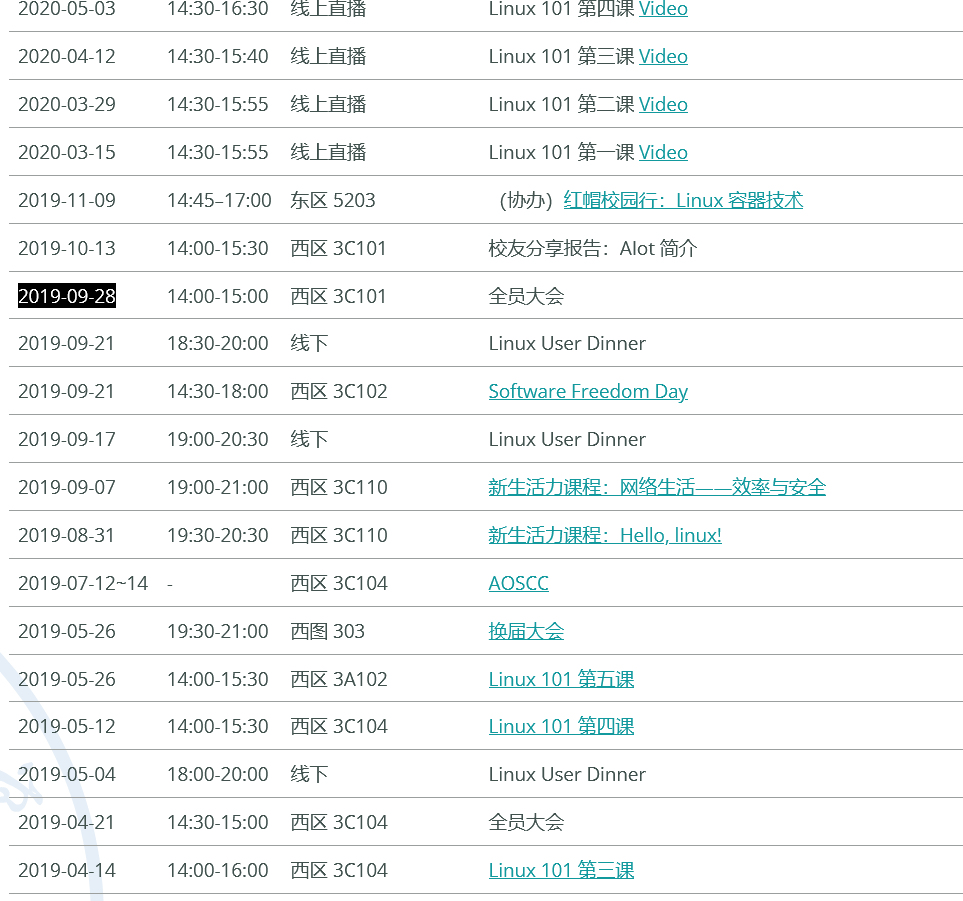 2020-05-03 14:30-16:30 线上直播 Linux 101 第四课 Video
2020-04-12 14:30-15:40 线上直播 Linux 101 第三课 Video
2020-03-29 14:30-15:55 线上直播 Linux 101 第二课 Video
2020-03-15 14:30-15:55 线上直播 Linux 101 第一课 Video
2019-11-09 14:45–17:00 东区 5203 （协办）红帽校园行：Linux 容器技术
2019-10-13 14:00-15:30 西区 3C101 校友分享报告：AIot 简介
2019-09-28 14:00-15:00 西区 3C101 全员大会
2019-09-21 18:30-20:00 线下 Linux User Dinner
2019-09-21 14:30-18:00 西区 3C102 Software Freedom Day
2019-09-17 19:00-20:30 线下 Linux User Dinner
2019-09-07 19:00-21:00 西区 3C110 新生活力课程：网络生活——效率与安全
2019-08-31 19:30-20:30 西区 3C110 新生活力课程：Hello, linux!
2019-07-12~14 - 西区 3C104 AOSCC
2019-05-26 19:30-21:00 西图 303 换届大会
2019-05-26 14:00-15:30 西区 3A102 Linux 101 第五课
2019-05-12 14:00-15:30 西区 3C104 Linux 101 第四课
2019-05-04 18:00-20:00 线下 Linux User Dinner
2019-04-21 14:30-15:00 西区 3C104 全员大会
2019-04-14 14:00-16:00 西区 3C104 Linux 101 第三课